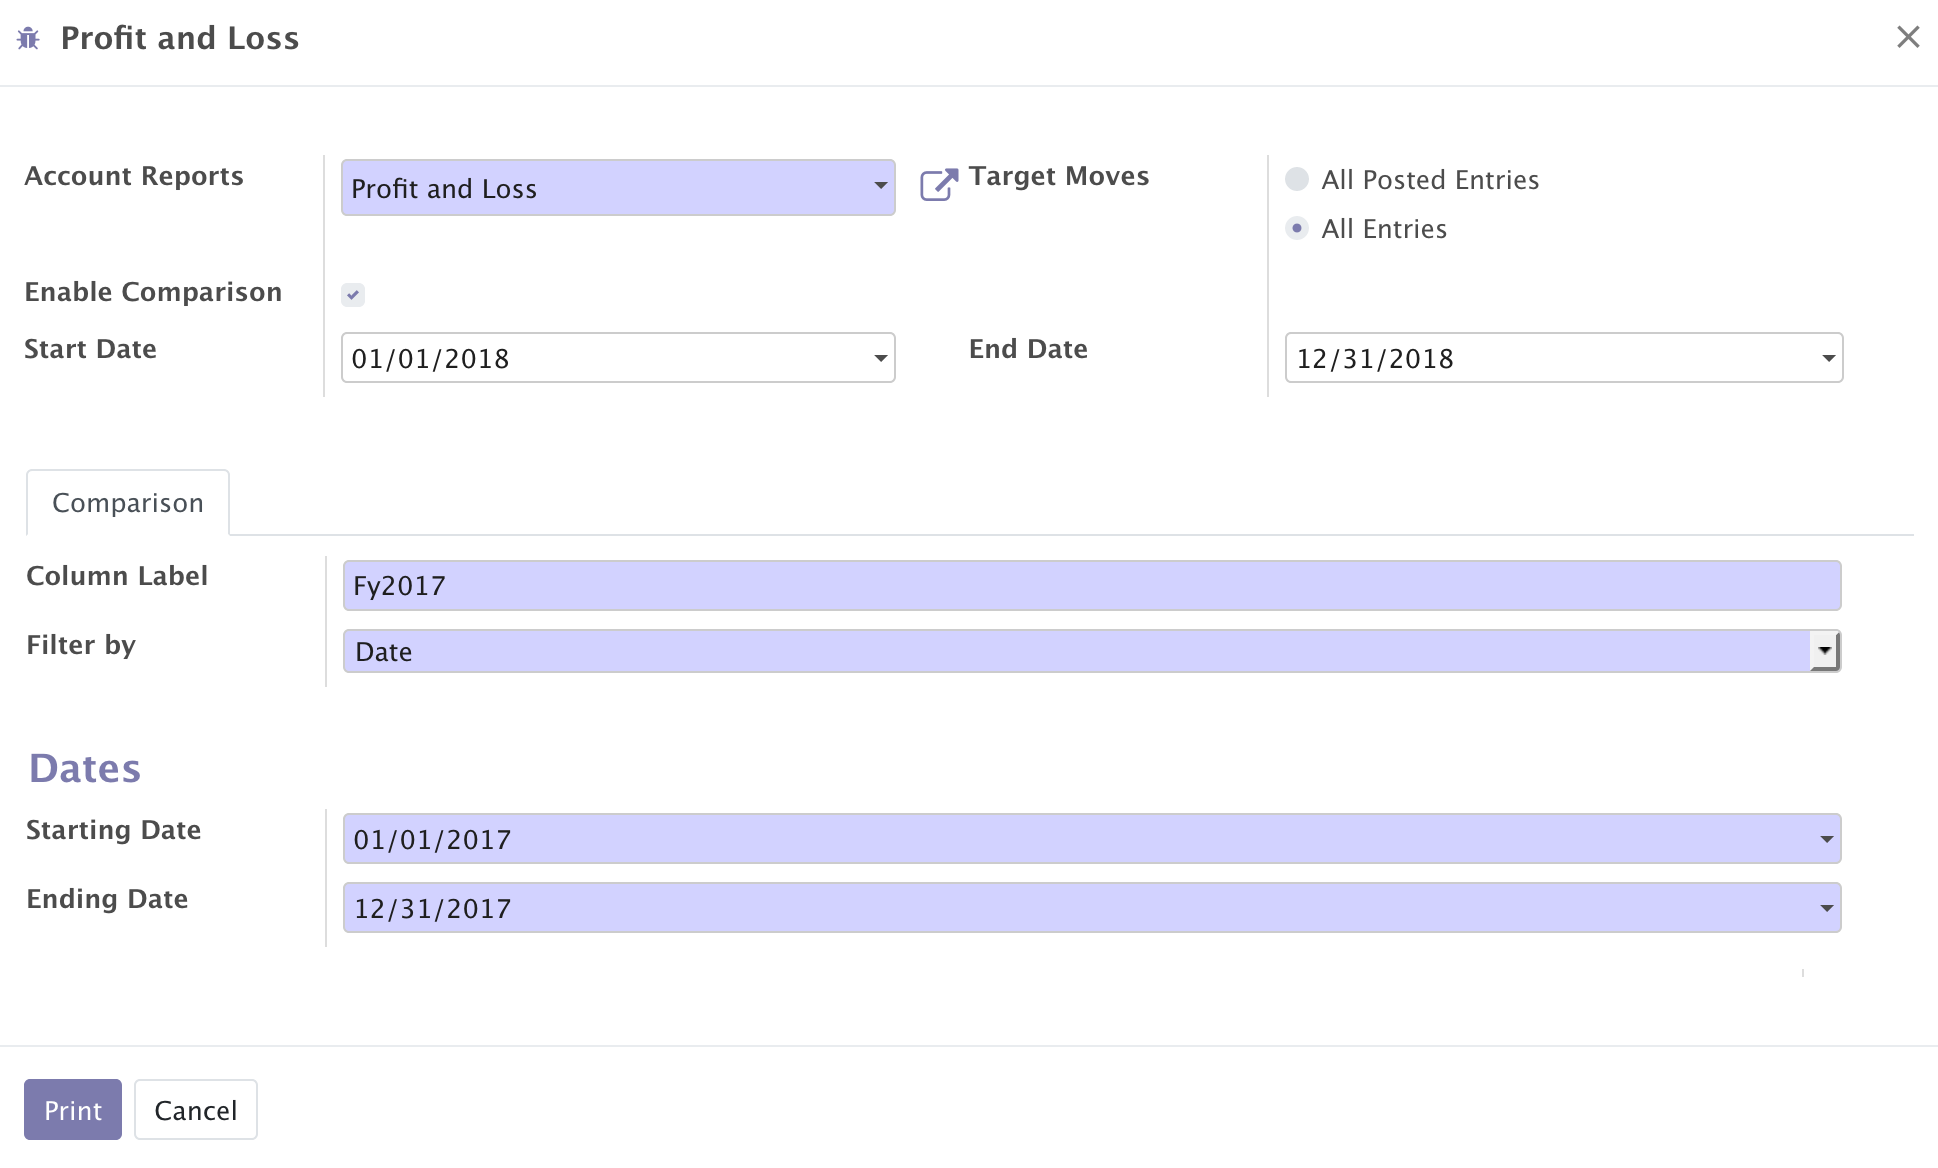 Profit and Loss
Account Reports
Profit and Loss
Target Moves
All Posted Entries
All Entries
Enable Comparison
Start Date
01/01/2018
End Date
12/31/2018
Comparison
Column Label
Fy2017
Filter by
Date
Dates
Starting Date
01/01/2017
Ending Date
12/31/2017
Print
Cancel